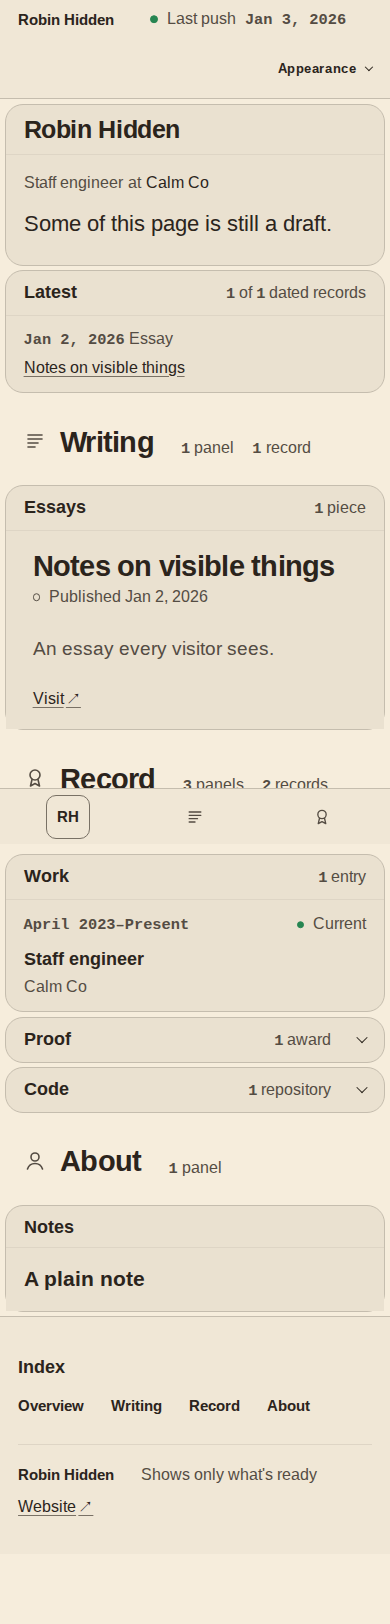 Robin Hidden Last push Jan 3, 2026
Appearance
Robin Hidden
Staff engineer at Calm Co
Some of this page is still a draft.
Latest 1 of 1 dated records
Jan 2, 2026 Essay
Notes on visible things
Writing 1 panel 1 record
Essays 1 piece
Notes on visible things
Published Jan 2, 2026
An essay every visitor sees.
Visit ↗
Record 3 panels 2 records
RH
Work 1 entry
April 2023–Present Current
Staff engineer
Calm Co
Proof 1 award
Code 1 repository
About 1 panel
Notes
A plain note
Index
Overview Writing Record About
Robin Hidden Shows only what's ready
Website ↗